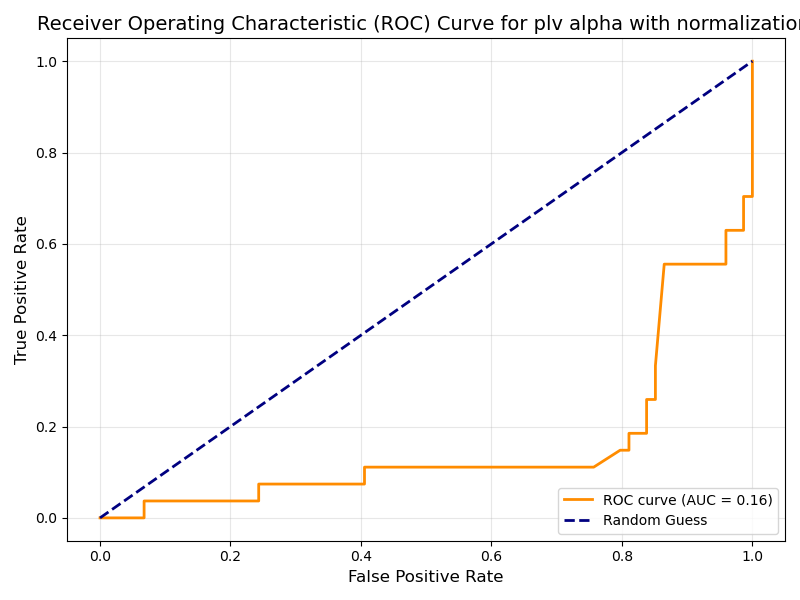 Receiver Operating Characteristic (ROC) Curve for plv alpha with normalization
True Positive Rate
1.0
0.8
0.6
0.4
0.2
0.0
ROC curve (AUC = 0.16)
Random Guess
0.0 0.2 0.4 0.6 0.8 1.0
False Positive Rate